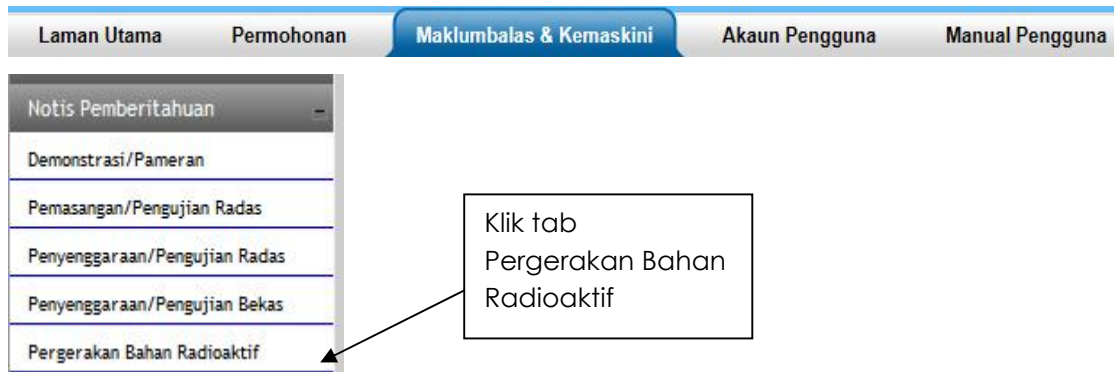 Laman Utama Permohonan Maklumbalas & Kemaskini Akaun Pengguna Manual Pengguna
Notis Pemberitahuan -
Demonstrasi/Pameran
Pemasangan/Pengujian Radas
Penyenggaraan/Pengujian Radas
Penyenggaraan/Pengujian Bekas
Pergerakan Bahan Radioaktif
Klik tab
Pergerakan Bahan
Radioaktif